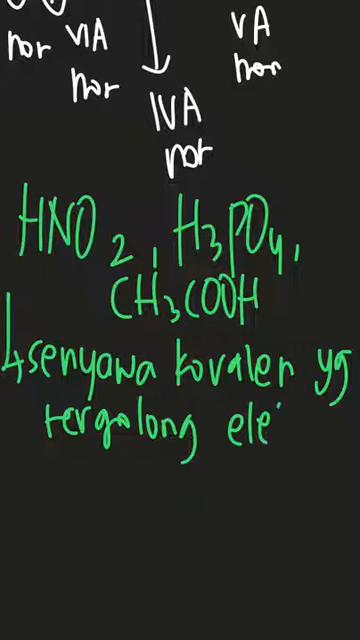 VIA
VA
nor
nor
nor
IVA
nor
HNO2, H3PO4,
CH3COOH
↳ senyawa kovalen yg
tergolong ele